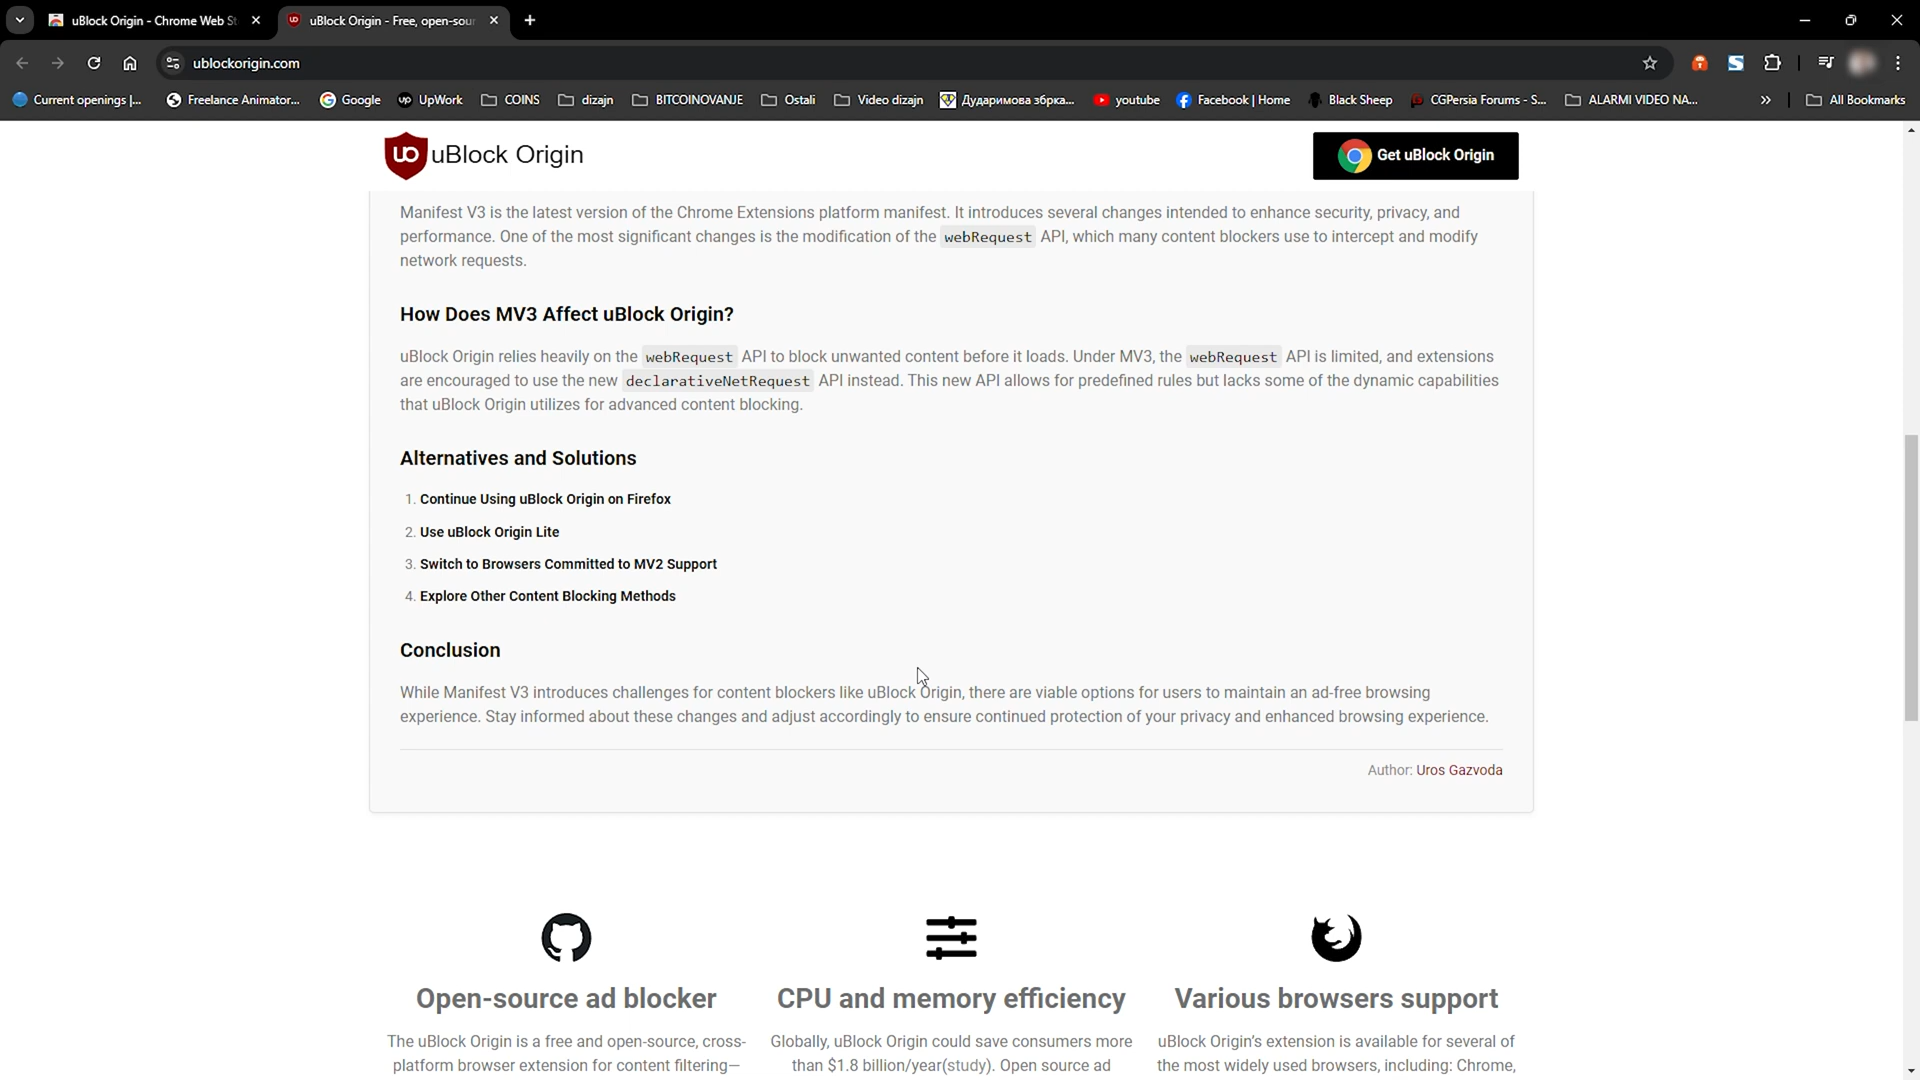 uBlock Origin - Chrome Web St
uBlock Origin - Free, open-sour
ublockorigin.com
Current openings |...
Freelance Animator...
Google
UpWork
COINS
dizajn
BITCOINOVANJE
Ostali
Video dizajn
Дударимова збрка...
youtube
Facebook | Home
Black Sheep
CGPersia Forums - S...
ALARMI VIDEO NA...
»
All Bookmarks
uBlock Origin
Get uBlock Origin
Manifest V3 is the latest version of the Chrome Extensions platform manifest. It introduces several changes intended to enhance security, privacy, and
performance. One of the most significant changes is the modification of the webRequest API, which many content blockers use to intercept and modify
network requests.
How Does MV3 Affect uBlock Origin?
uBlock Origin relies heavily on the webRequest API to block unwanted content before it loads. Under MV3, the webRequest API is limited, and extensions
are encouraged to use the new declarativeNetRequest API instead. This new API allows for predefined rules but lacks some of the dynamic capabilities
that uBlock Origin utilizes for advanced content blocking.
Alternatives and Solutions
1. Continue Using uBlock Origin on Firefox
2. Use uBlock Origin Lite
3. Switch to Browsers Committed to MV2 Support
4. Explore Other Content Blocking Methods
Conclusion
While Manifest V3 introduces challenges for content blockers like uBlock Origin, there are viable options for users to maintain an ad-free browsing
experience. Stay informed about these changes and adjust accordingly to ensure continued protection of your privacy and enhanced browsing experience.
Author: Uros Gazvoda
Open-source ad blocker
CPU and memory efficiency
Various browsers support
The uBlock Origin is a free and open-source, cross-
platform browser extension for content filtering—
Globally, uBlock Origin could save consumers more
than $1.8 billion/year(study). Open source ad
uBlock Origin's extension is available for several of
the most widely used browsers, including: Chrome,